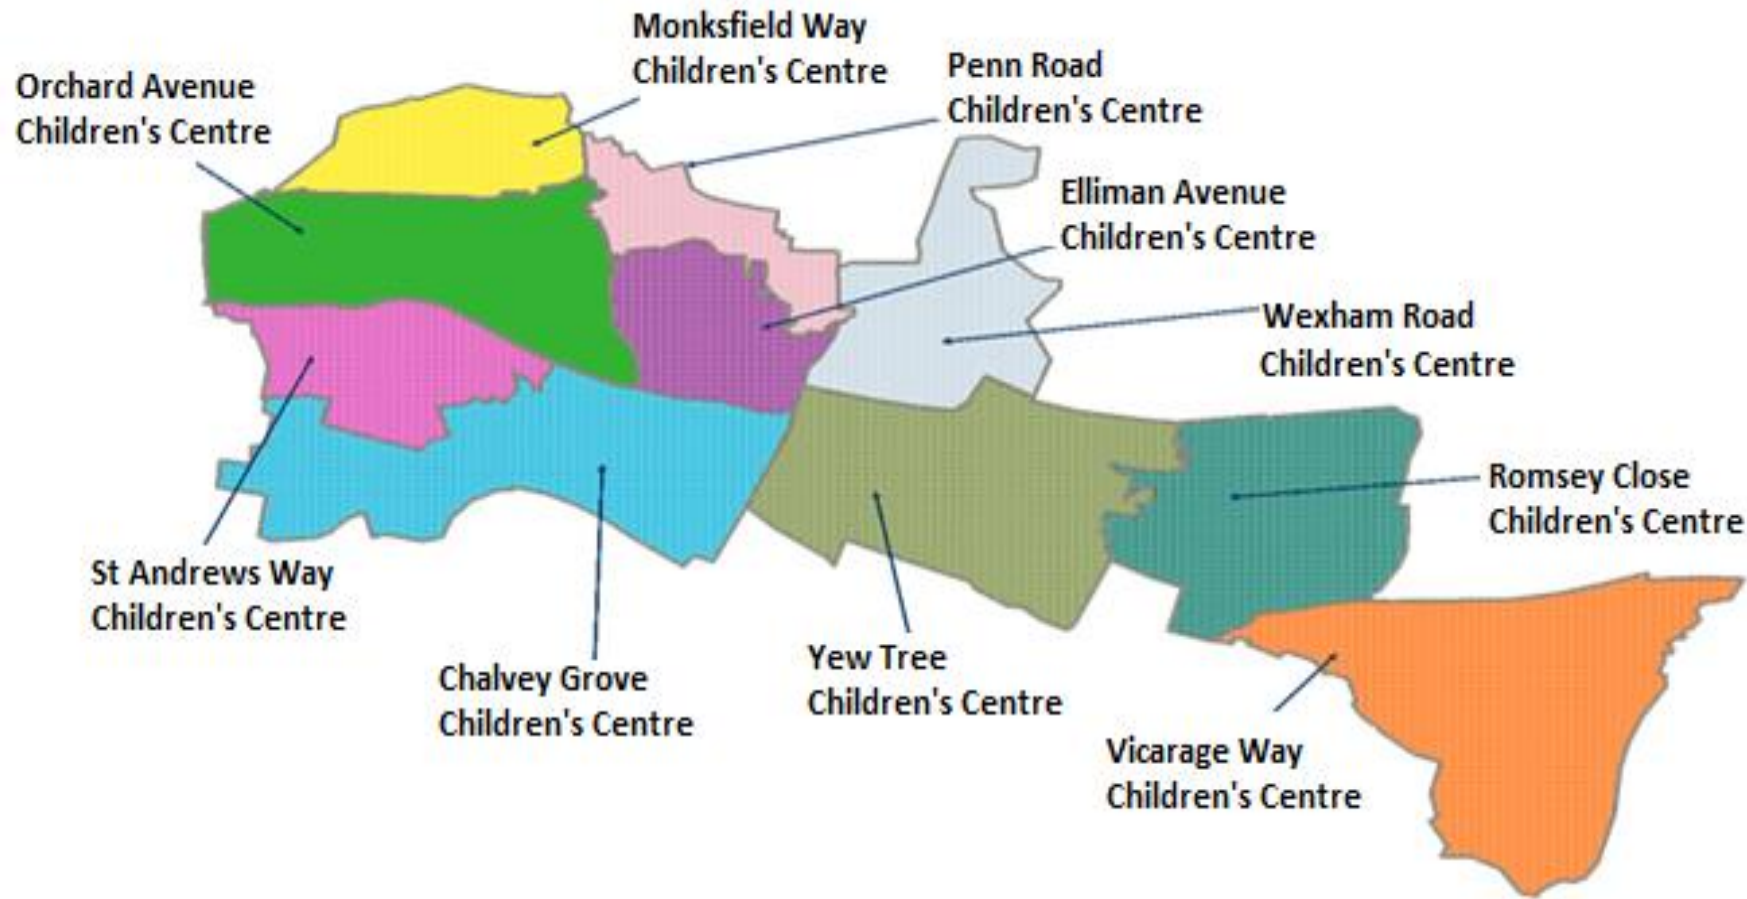 Monksfield Way
Children's Centre
Orchard Avenue
Children's Centre
Penn Road
Children's Centre
Elliman Avenue
Children's Centre
Wexham Road
Children's Centre
Romsey Close
Children's Centre
St Andrews Way
Children's Centre
Chalvey Grove
Children's Centre
Yew Tree
Children's Centre
Vicarage Way
Children's Centre